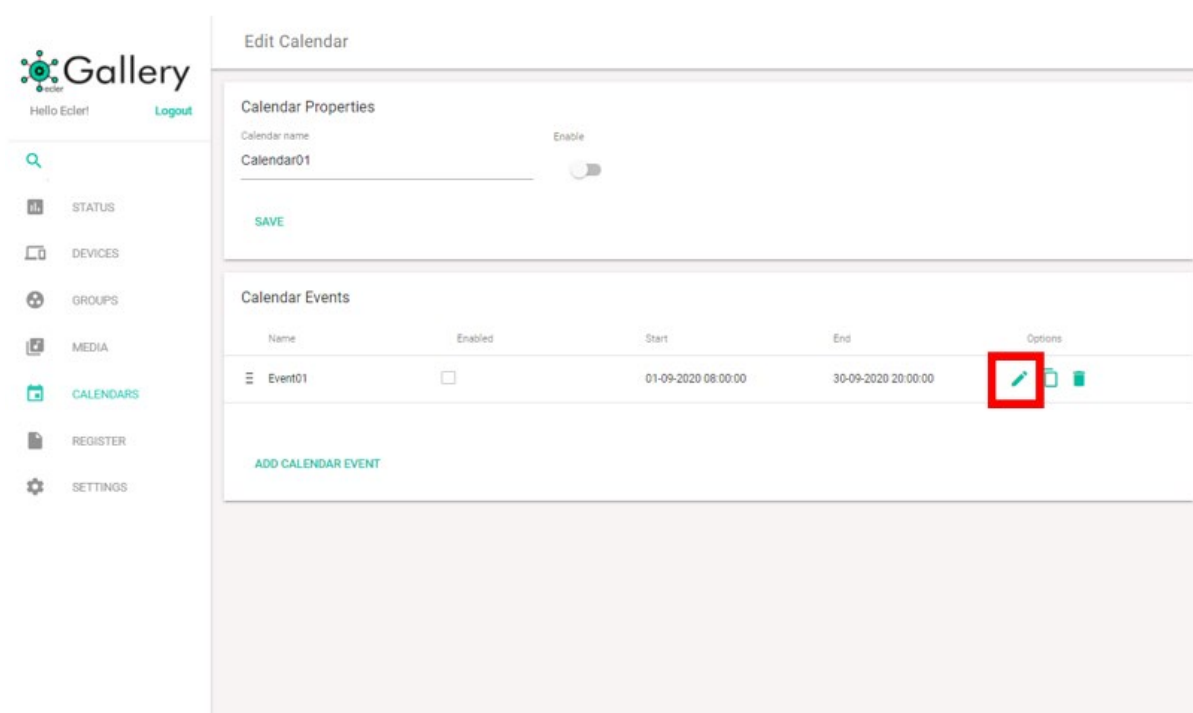 Edit Calendar
Gallery
ecler
Hello Ecler!
Logout
Calendar Properties
Calendar name
Enable
Calendar01
SAVE
STATUS
DEVICES
GROUPS
MEDIA
CALENDARS
REGISTER
SETTINGS
Calendar Events
Name Enabled Start End Options
Event01 01-09-2020 08:00:00 30-09-2020 20:00:00
ADD CALENDAR EVENT